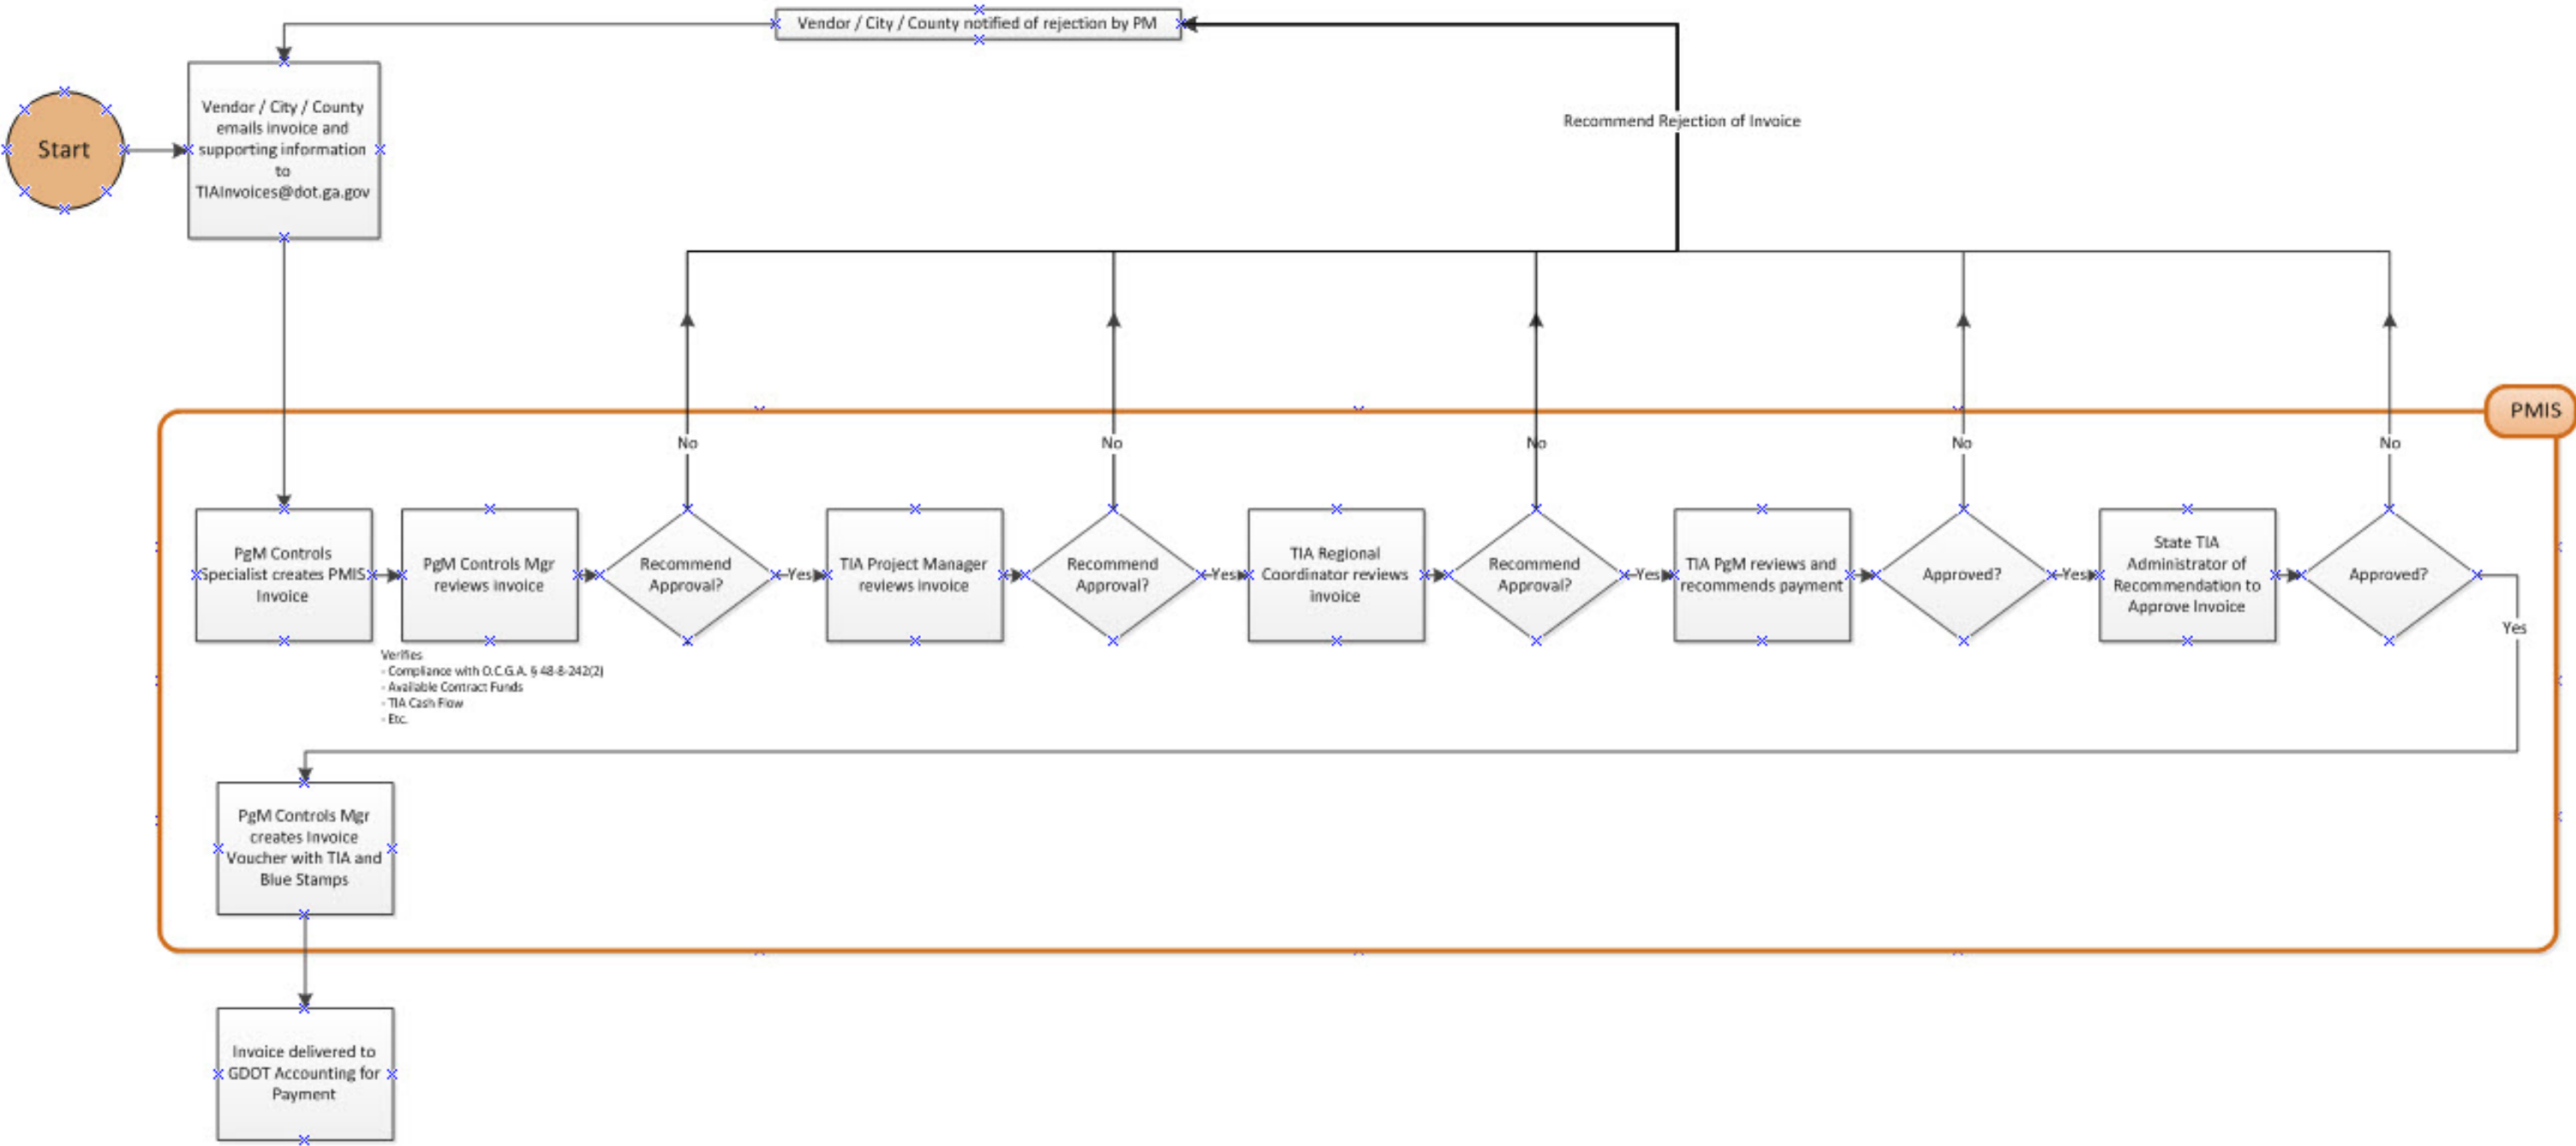 Vendor / City / County notified of rejection by PM
Start
Vendor / City / County
emails invoice and
supporting information
to
TIAInvoices@dot.ga.gov
Recommend Rejection of Invoice
PMIS
No
No
No
No
No
PgM Controls
Specialist creates PMIS
Invoice
PgM Controls Mgr
reviews invoice
Recommend
Approval?
Yes
TIA Project Manager
reviews invoice
Recommend
Approval?
Yes
TIA Regional
Coordinator reviews
invoice
Recommend
Approval?
Yes
TIA PgM reviews and
recommends payment
Approved?
Yes
State TIA
Administrator of
Recommendation to
Approve Invoice
Approved?
Yes
Verifies
- Compliance with O.C.G.A. § 48-8-242(2)
- Available Contract Funds
- TIA Cash Flow
- Etc.
PgM Controls Mgr
creates Invoice
Voucher with TIA and
Blue Stamps
Invoice delivered to
GDOT Accounting for
Payment